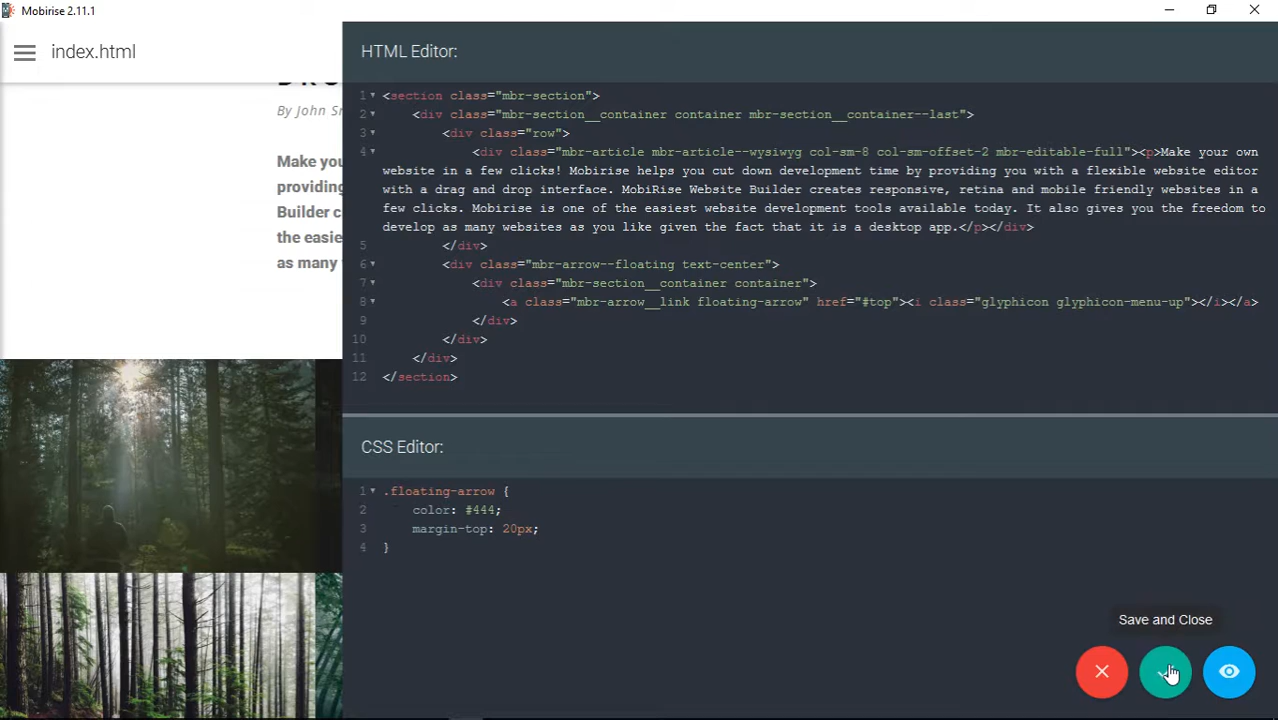 Mobirise 2.11.1
index.html
By John
Make you
providing
Builder c
the easie
as many
HTML Editor:
1 <section class="mbr-section">
2 <div class="mbr-section__container container mbr-section__container--last">
3 <div class="row">
4 <div class="mbr-article mbr-article--wysiwyg col-sm-8 col-sm-offset-2 mbr-editable-full"><p>Make your own
website in a few clicks! Mobirise helps you cut down development time by providing you with a flexible website editor
with a drag and drop interface. MobiRise Website Builder creates responsive, retina and mobile friendly websites in a
few clicks. Mobirise is one of the easiest website development tools available today. It also gives you the freedom to
develop as many websites as you like given the fact that it is a desktop app.</p></div>
5 </div>
6 <div class="mbr-arrow--floating text-center">
7 <div class="mbr-section__container container">
8 <a class="mbr-arrow__link floating-arrow" href="#top"><i class="glyphicon glyphicon-menu-up"></i></a>
9 </div>
10 </div>
11 </div>
12 </section>
CSS Editor:
1 .floating-arrow {
2 color: #444;
3 margin-top: 20px;
4 }
Save and Close